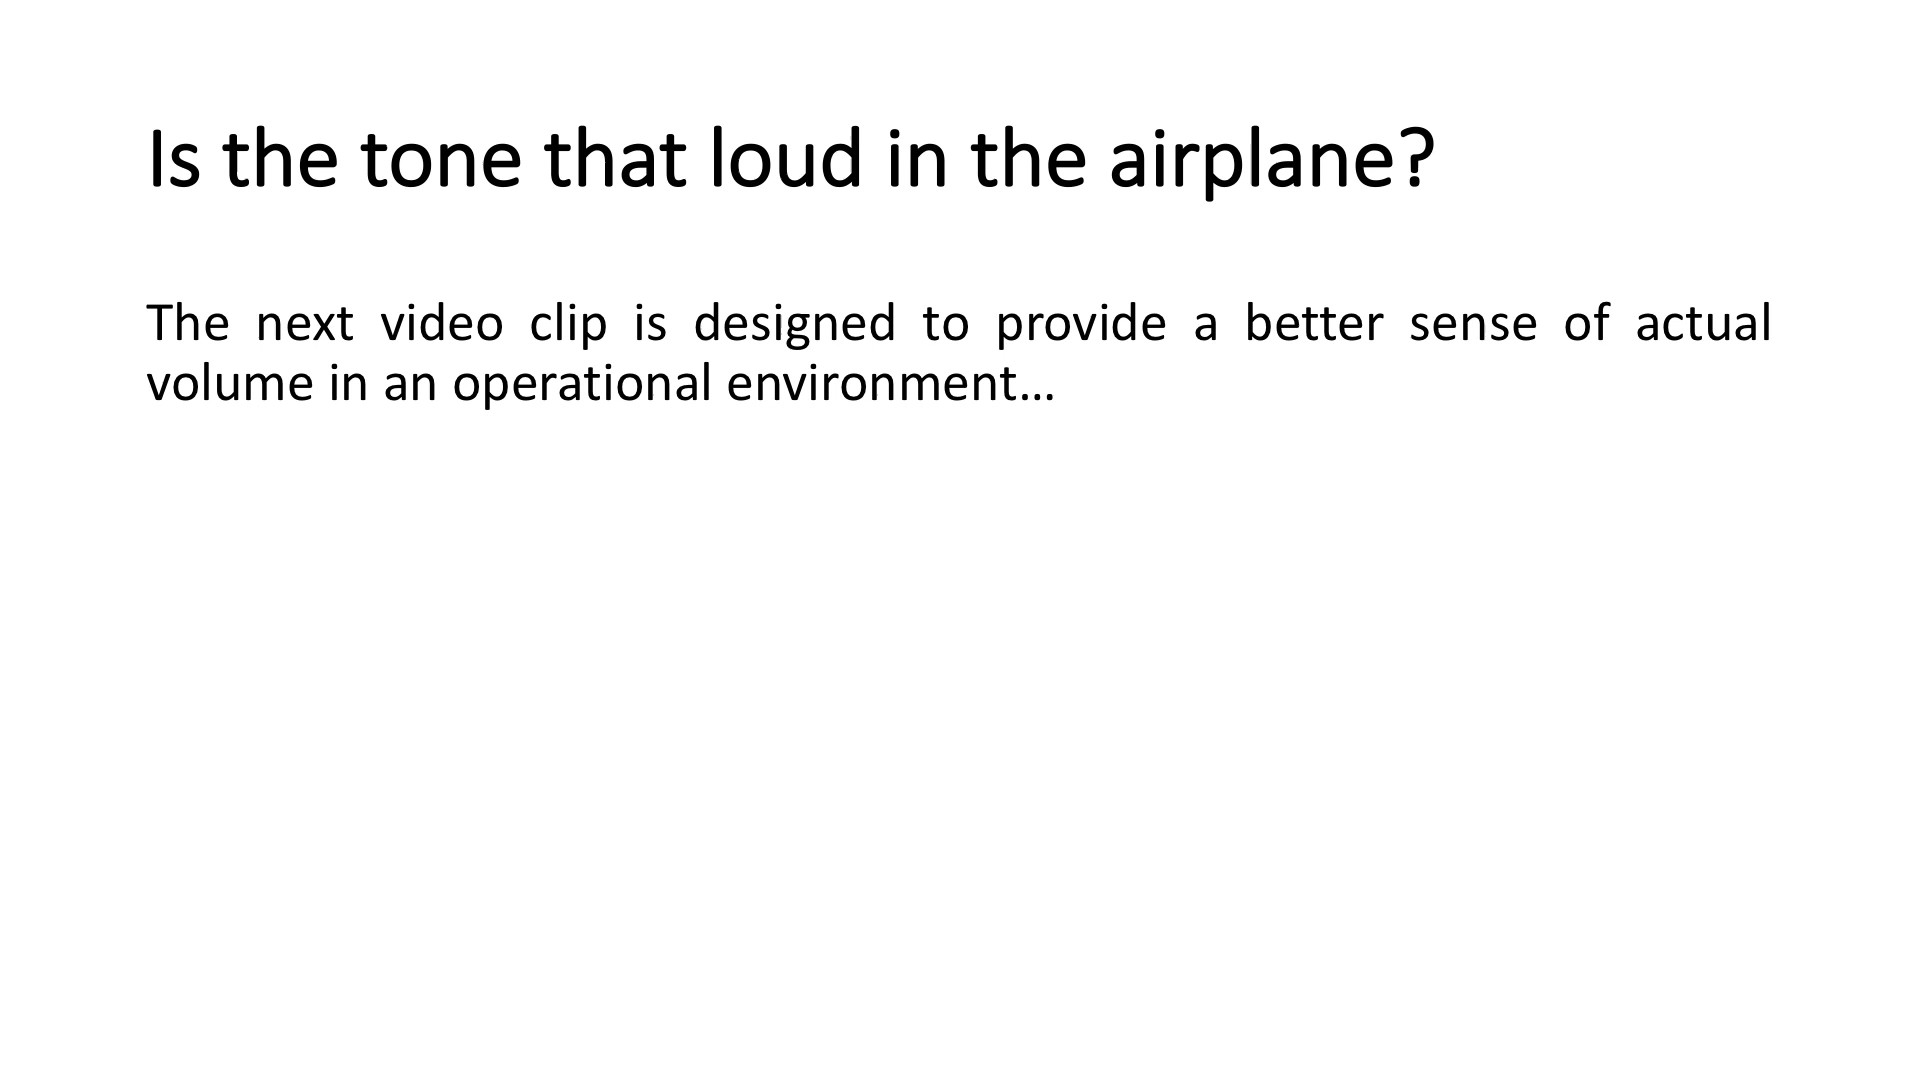 Is the tone that loud in the airplane?
The next video clip is designed to provide a better sense of actual
volume in an operational environment…